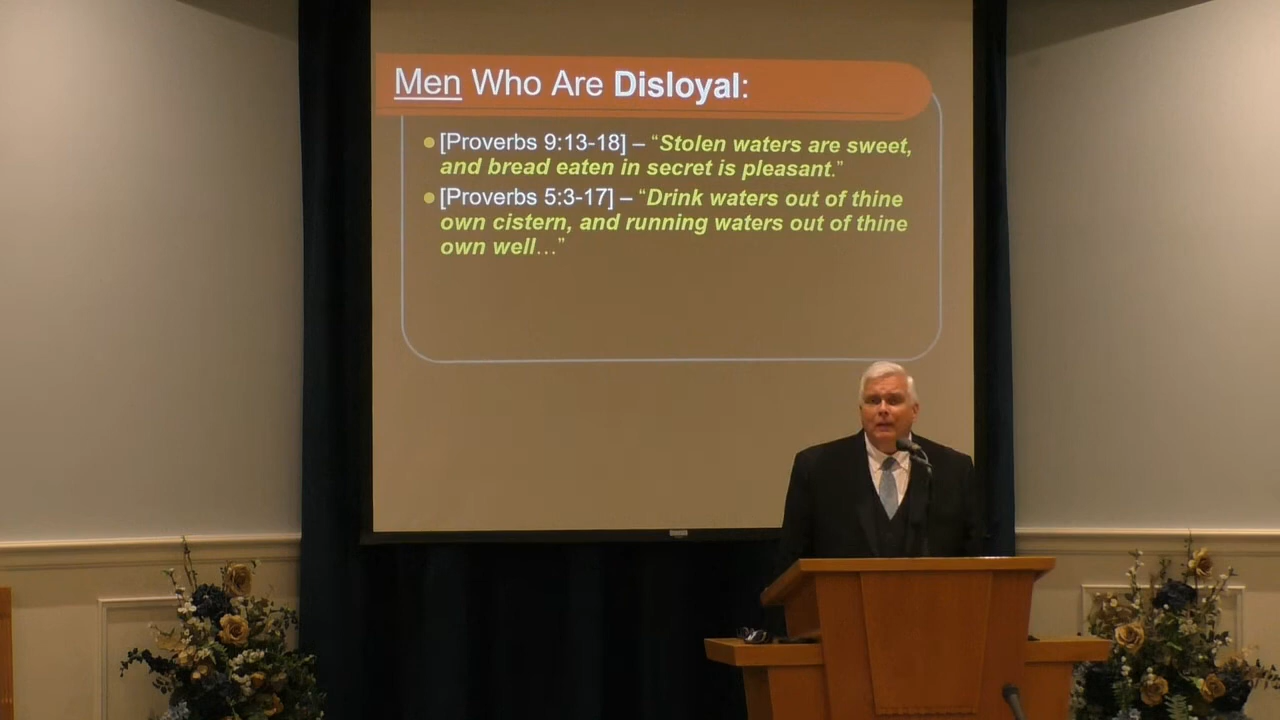 Men Who Are Disloyal:
[Proverbs 9:13-18] – “Stolen waters are sweet,
and bread eaten in secret is pleasant.”
[Proverbs 5:3-17] – “Drink waters out of thine
own cistern, and running waters out of thine
own well…”